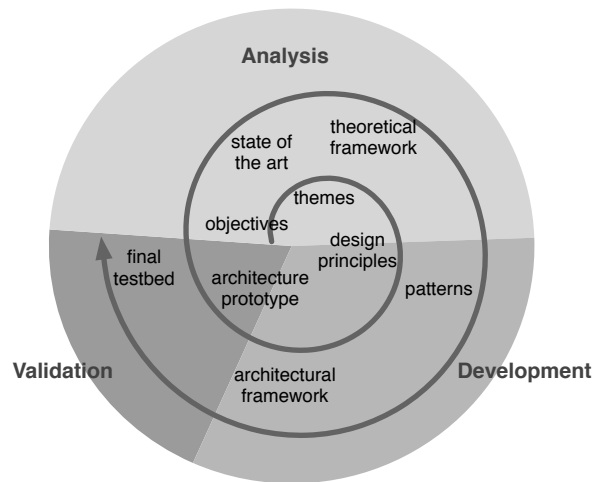 Analysis
theoretical
framework
state of
the art
themes
objectives
design
principles
final
testbed
architecture
prototype
patterns
Validation
architectural
framework
Development